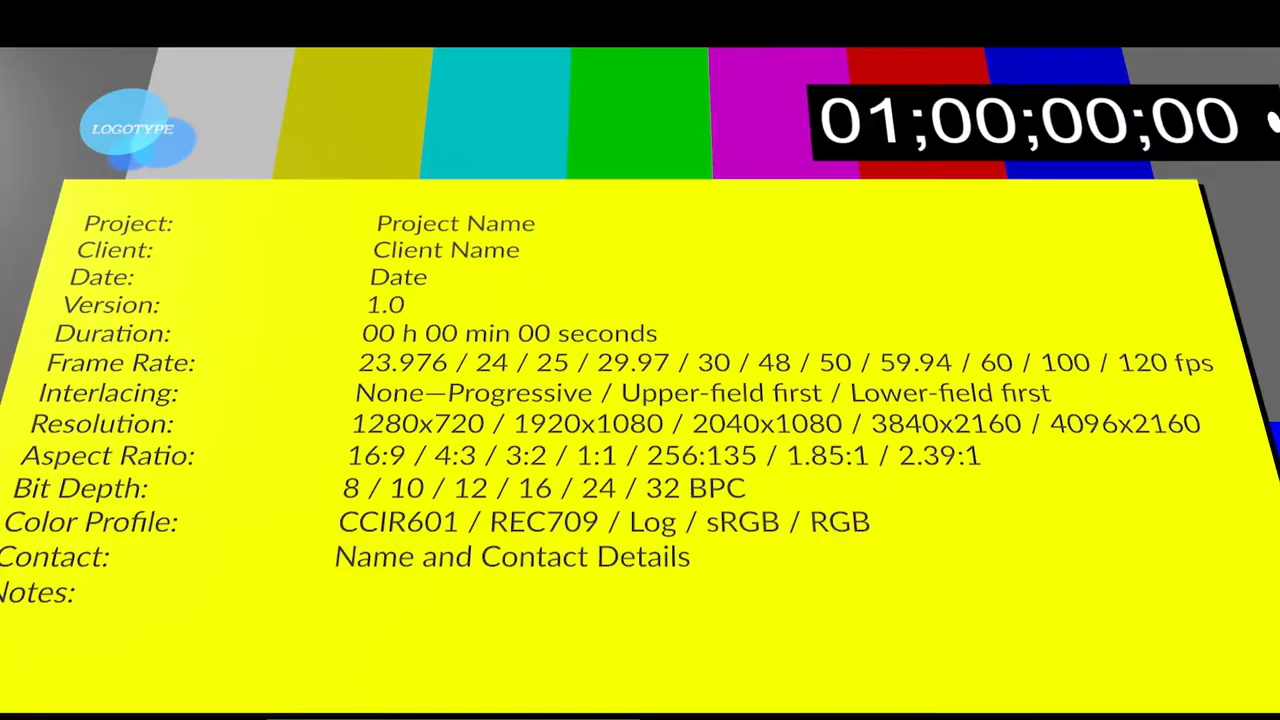 LOGOTYPE
01;00;00;00
Project: Project Name
Client: Client Name
Date: Date
Version: 1.0
Duration: 00 h 00 min 00 seconds
Frame Rate: 23.976 / 24 / 25 / 29.97 / 30 / 48 / 50 / 59.94 / 60 / 100 / 120 fps
Interlacing: None—Progressive / Upper-field first / Lower-field first
Resolution: 1280x720 / 1920x1080 / 2040x1080 / 3840x2160 / 4096x2160
Aspect Ratio: 16:9 / 4:3 / 3:2 / 1:1 / 256:135 / 1.85:1 / 2.39:1
Bit Depth: 8 / 10 / 12 / 16 / 24 / 32 BPC
Color Profile: CCIR601 / REC709 / Log / sRGB / RGB
Contact: Name and Contact Details
Notes: